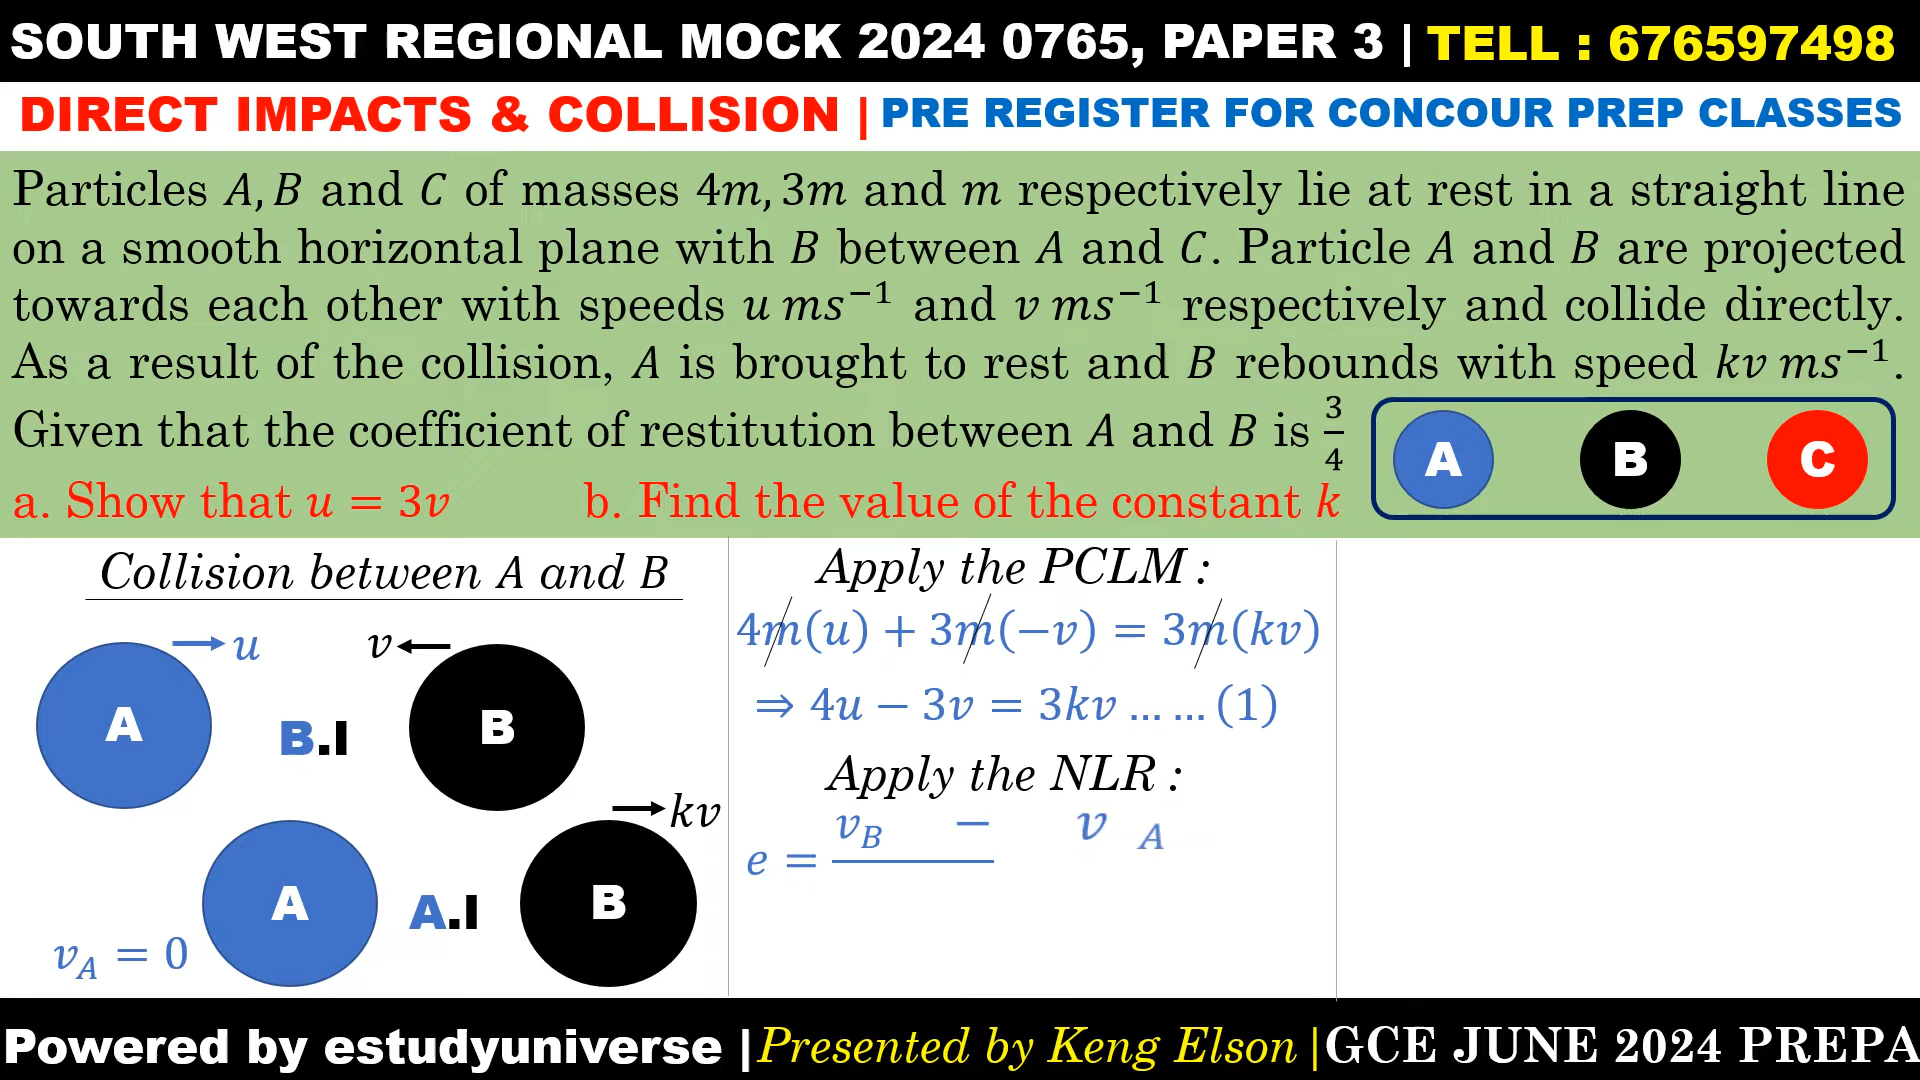 SOUTH WEST REGIONAL MOCK 2024 0765, PAPER 3 | TELL : 676597498
DIRECT IMPACTS & COLLISION | PRE REGISTER FOR CONCOUR PREP CLASSES
Particles A, B and C of masses 4m, 3m and m respectively lie at rest in a straight line
on a smooth horizontal plane with B between A and C. Particle A and B are projected
towards each other with speeds u ms⁻¹ and v ms⁻¹ respectively and collide directly.
As a result of the collision, A is brought to rest and B rebounds with speed kv ms⁻¹.
Given that the coefficient of restitution between A and B is 3/4
A B C
a. Show that u = 3v b. Find the value of the constant k
Collision between A and B
u
v
A
B.I
B
kv
A
A.I
B
v_A = 0
Apply the PCLM :
4m(u) + 3m(−v) = 3m(kv)
⇒ 4u − 3v = 3kv … … (1)
Apply the NLR :
e = v_B − v_A
Powered by estudyuniverse | Presented by Keng Elson | GCE JUNE 2024 PREPA